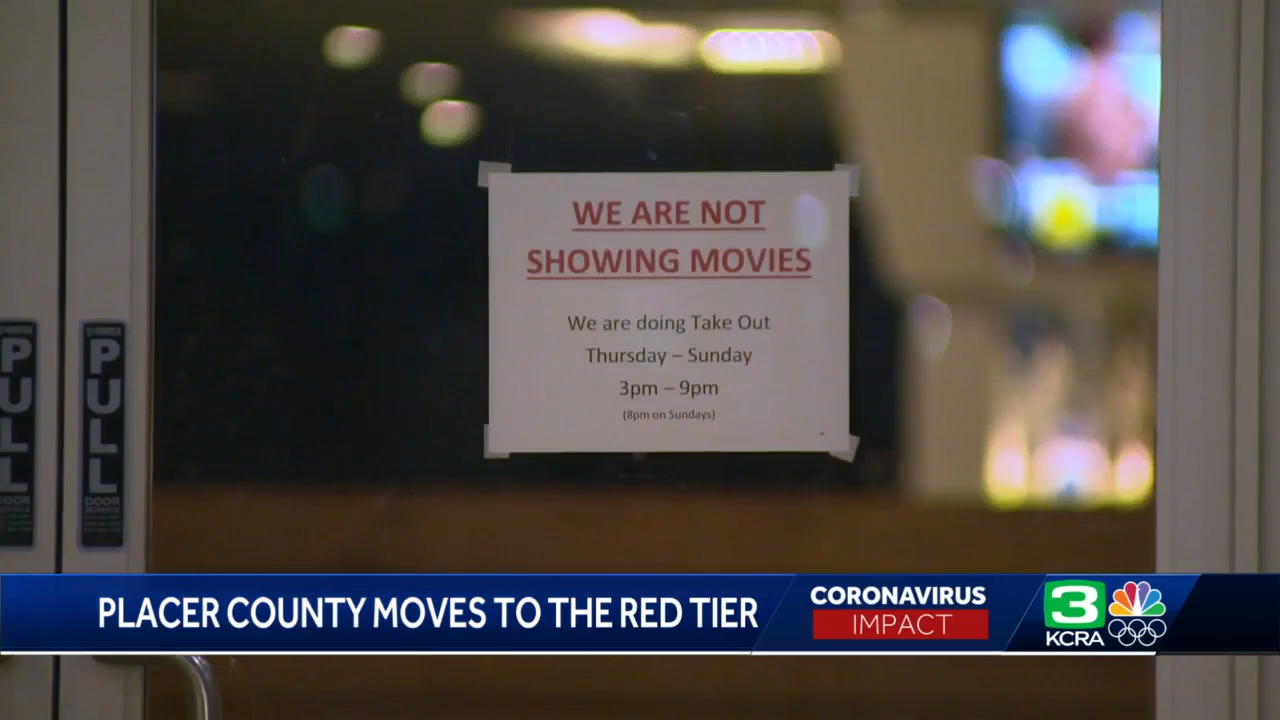 WE ARE NOT
SHOWING MOVIES
We are doing Take Out
Thursday – Sunday
3pm – 9pm
(8pm on Sundays)
PULL
PULL
DOOR
PLACER COUNTY MOVES TO THE RED TIER
CORONAVIRUS
IMPACT
3
KCRA